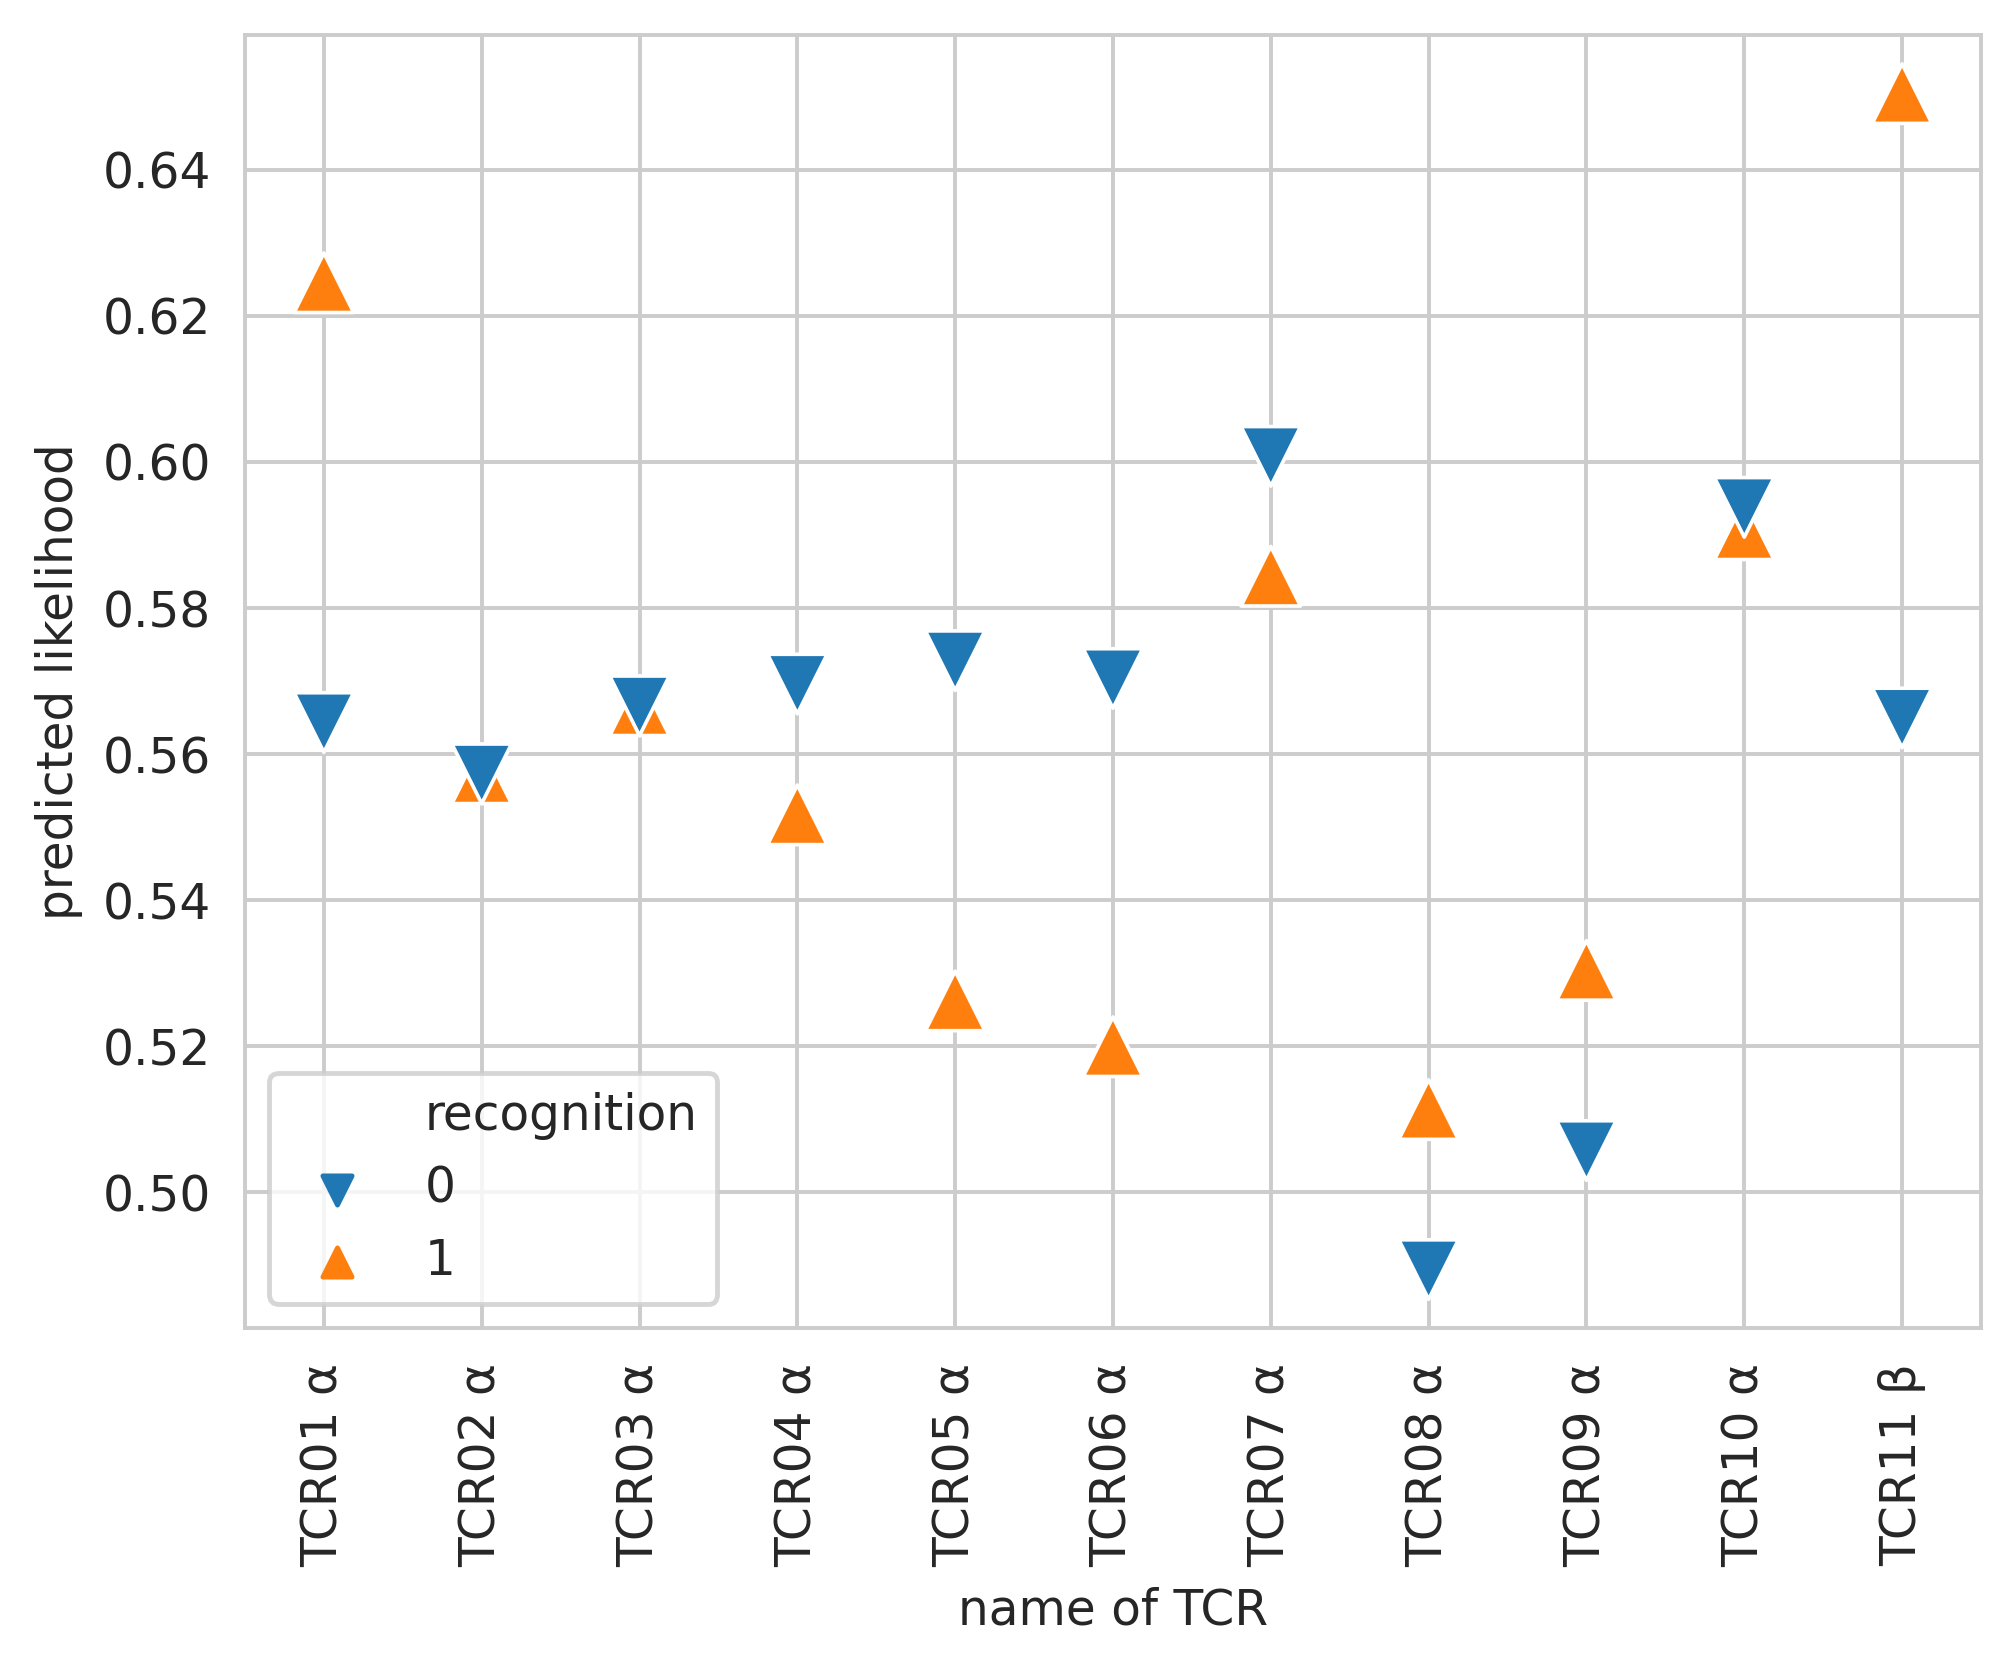 predicted likelihood
0.64
0.62
0.60
0.58
0.56
0.54
0.52
0.50
recognition
0
1
TCR01 α
TCR02 α
TCR03 α
TCR04 α
TCR05 α
TCR06 α
TCR07 α
TCR08 α
TCR09 α
TCR10 α
TCR11 β
name of TCR